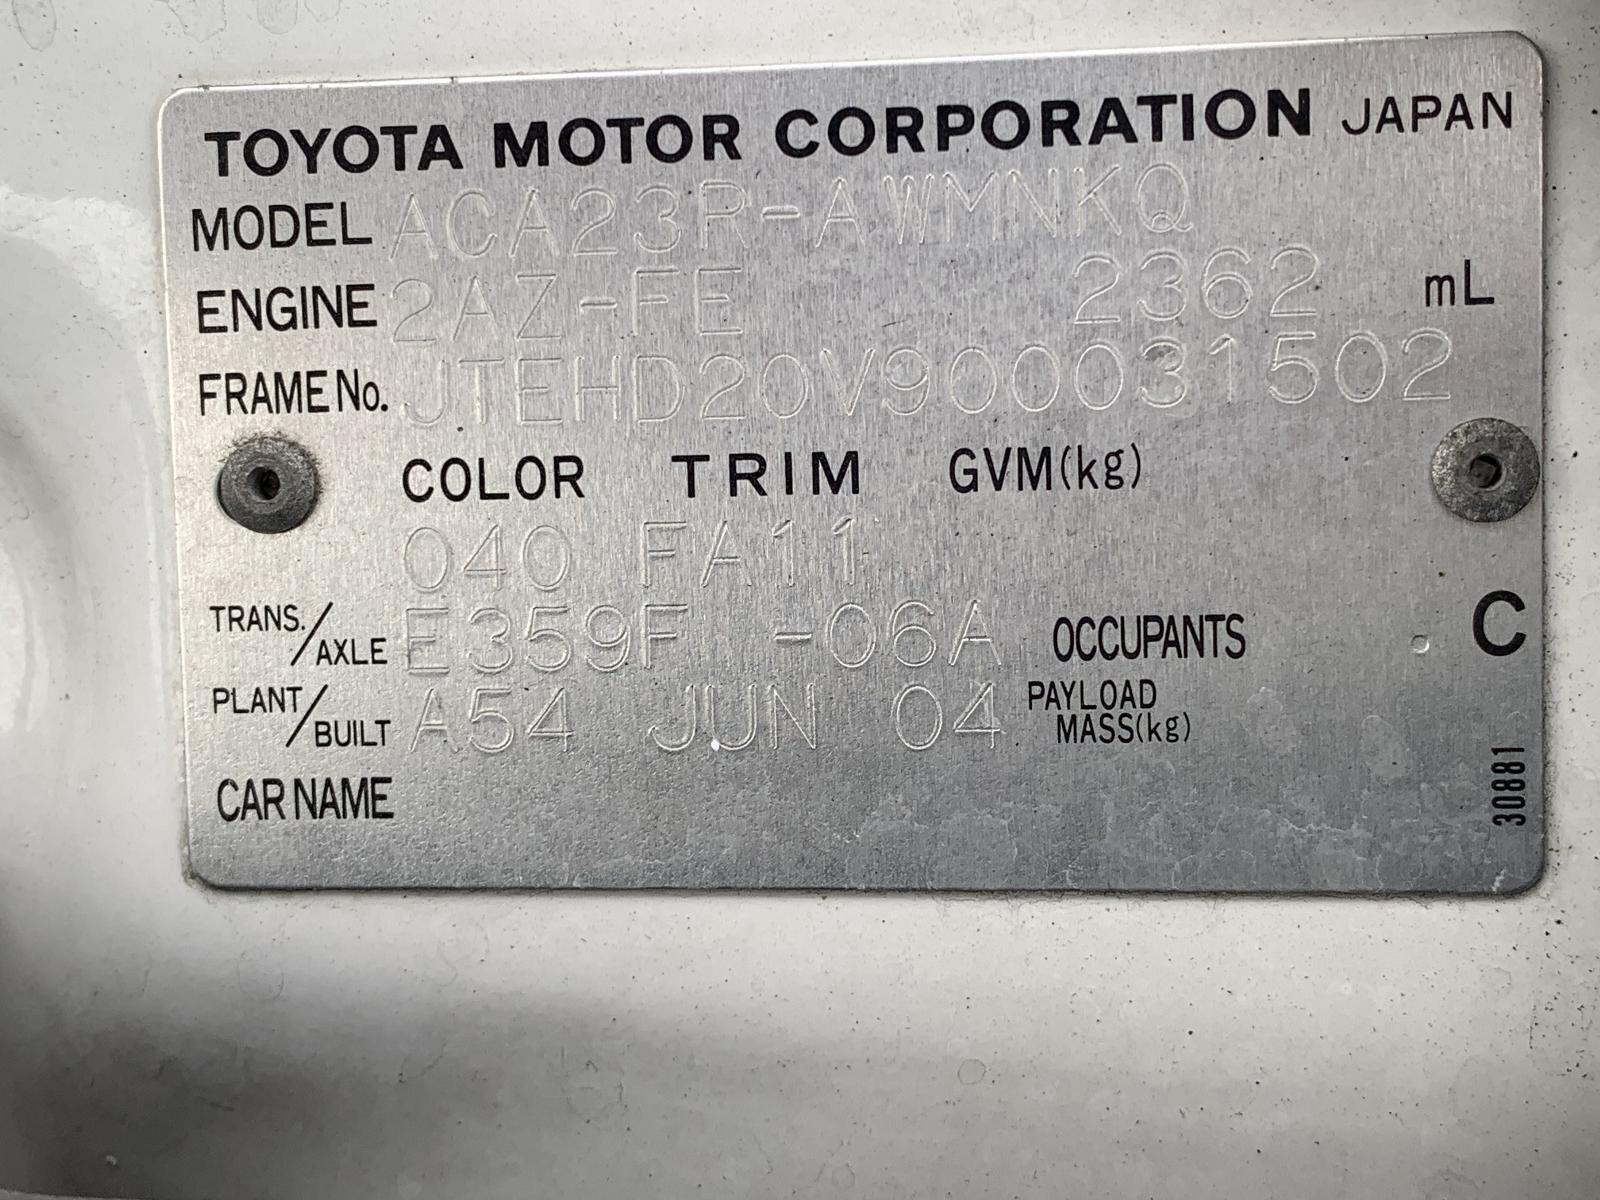 TOYOTA MOTOR CORPORATION JAPAN
MODEL ACA23R-AWMNKQ
ENGINE 2AZ-FE 2362 mL
FRAME No. JTEHD20V900031502
COLOR TRIM GVM(kg)
040 FA11
TRANS./AXLE E359F -06A OCCUPANTS C
PLANT/BUILT A54 JUN 04 PAYLOAD MASS(kg)
CAR NAME
30881